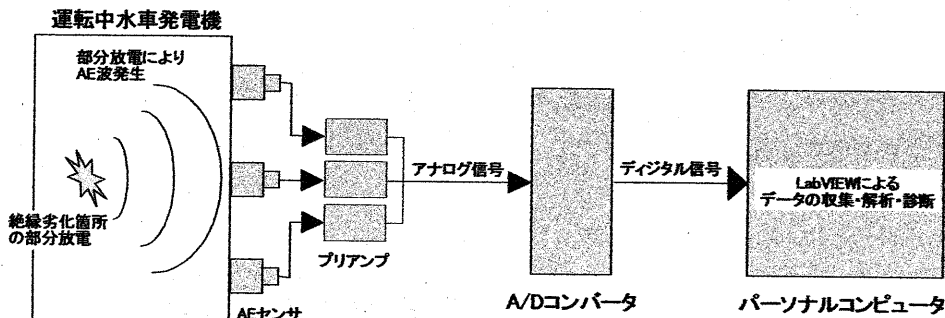 運転中水車発電機
部分放電により
AE波発生
絶縁劣化箇所
の部分放電
AEセンサ
プリアンプ
アナログ信号
A/Dコンバータ
ディジタル信号
LabVIEWによる
データの収集・解析・診断
パーソナルコンピュータ